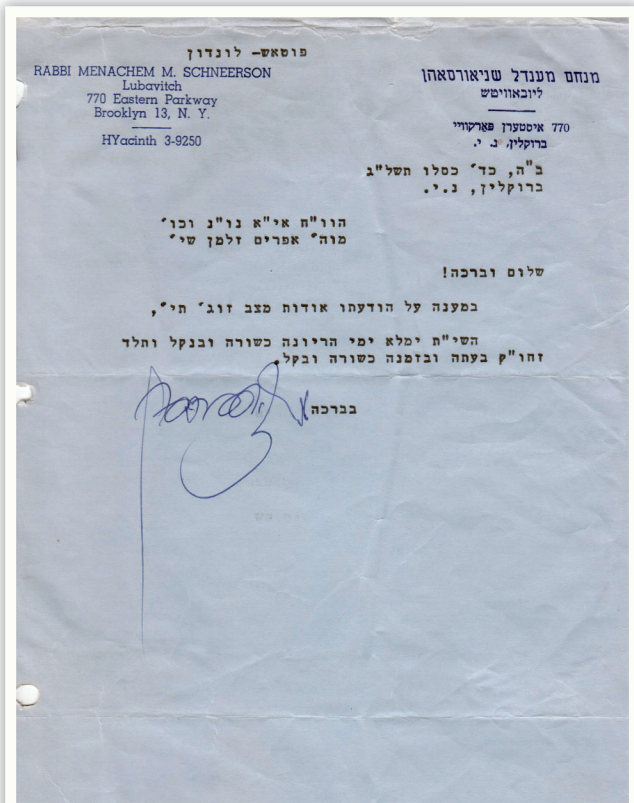 פוטאש- לונדון
RABBI MENACHEM M. SCHNEERSON
Lubavitch
770 Eastern Parkway
Brooklyn 13, N. Y.
HYacinth 3-9250
מנחם מענדל שניאורסאהן
ליובאוויטש
770 איסטערן פארקוויי
ברוקלין, נ. י.
ב"ה, כד' כסלו תשל"ג
ברוקלין, נ.י.
הוו"ח אי"א נו"נ וכו'
מוה' אפרים זלמן שי'
שלום וברכה!
במענה על הודעתו אודות מצב זוג' תי',
השי"ת ימלא ימי הריונה כשורה ובנקל ותלד
זחו"ק בעתה ובזמנה כשורה ובקל.
בברכה